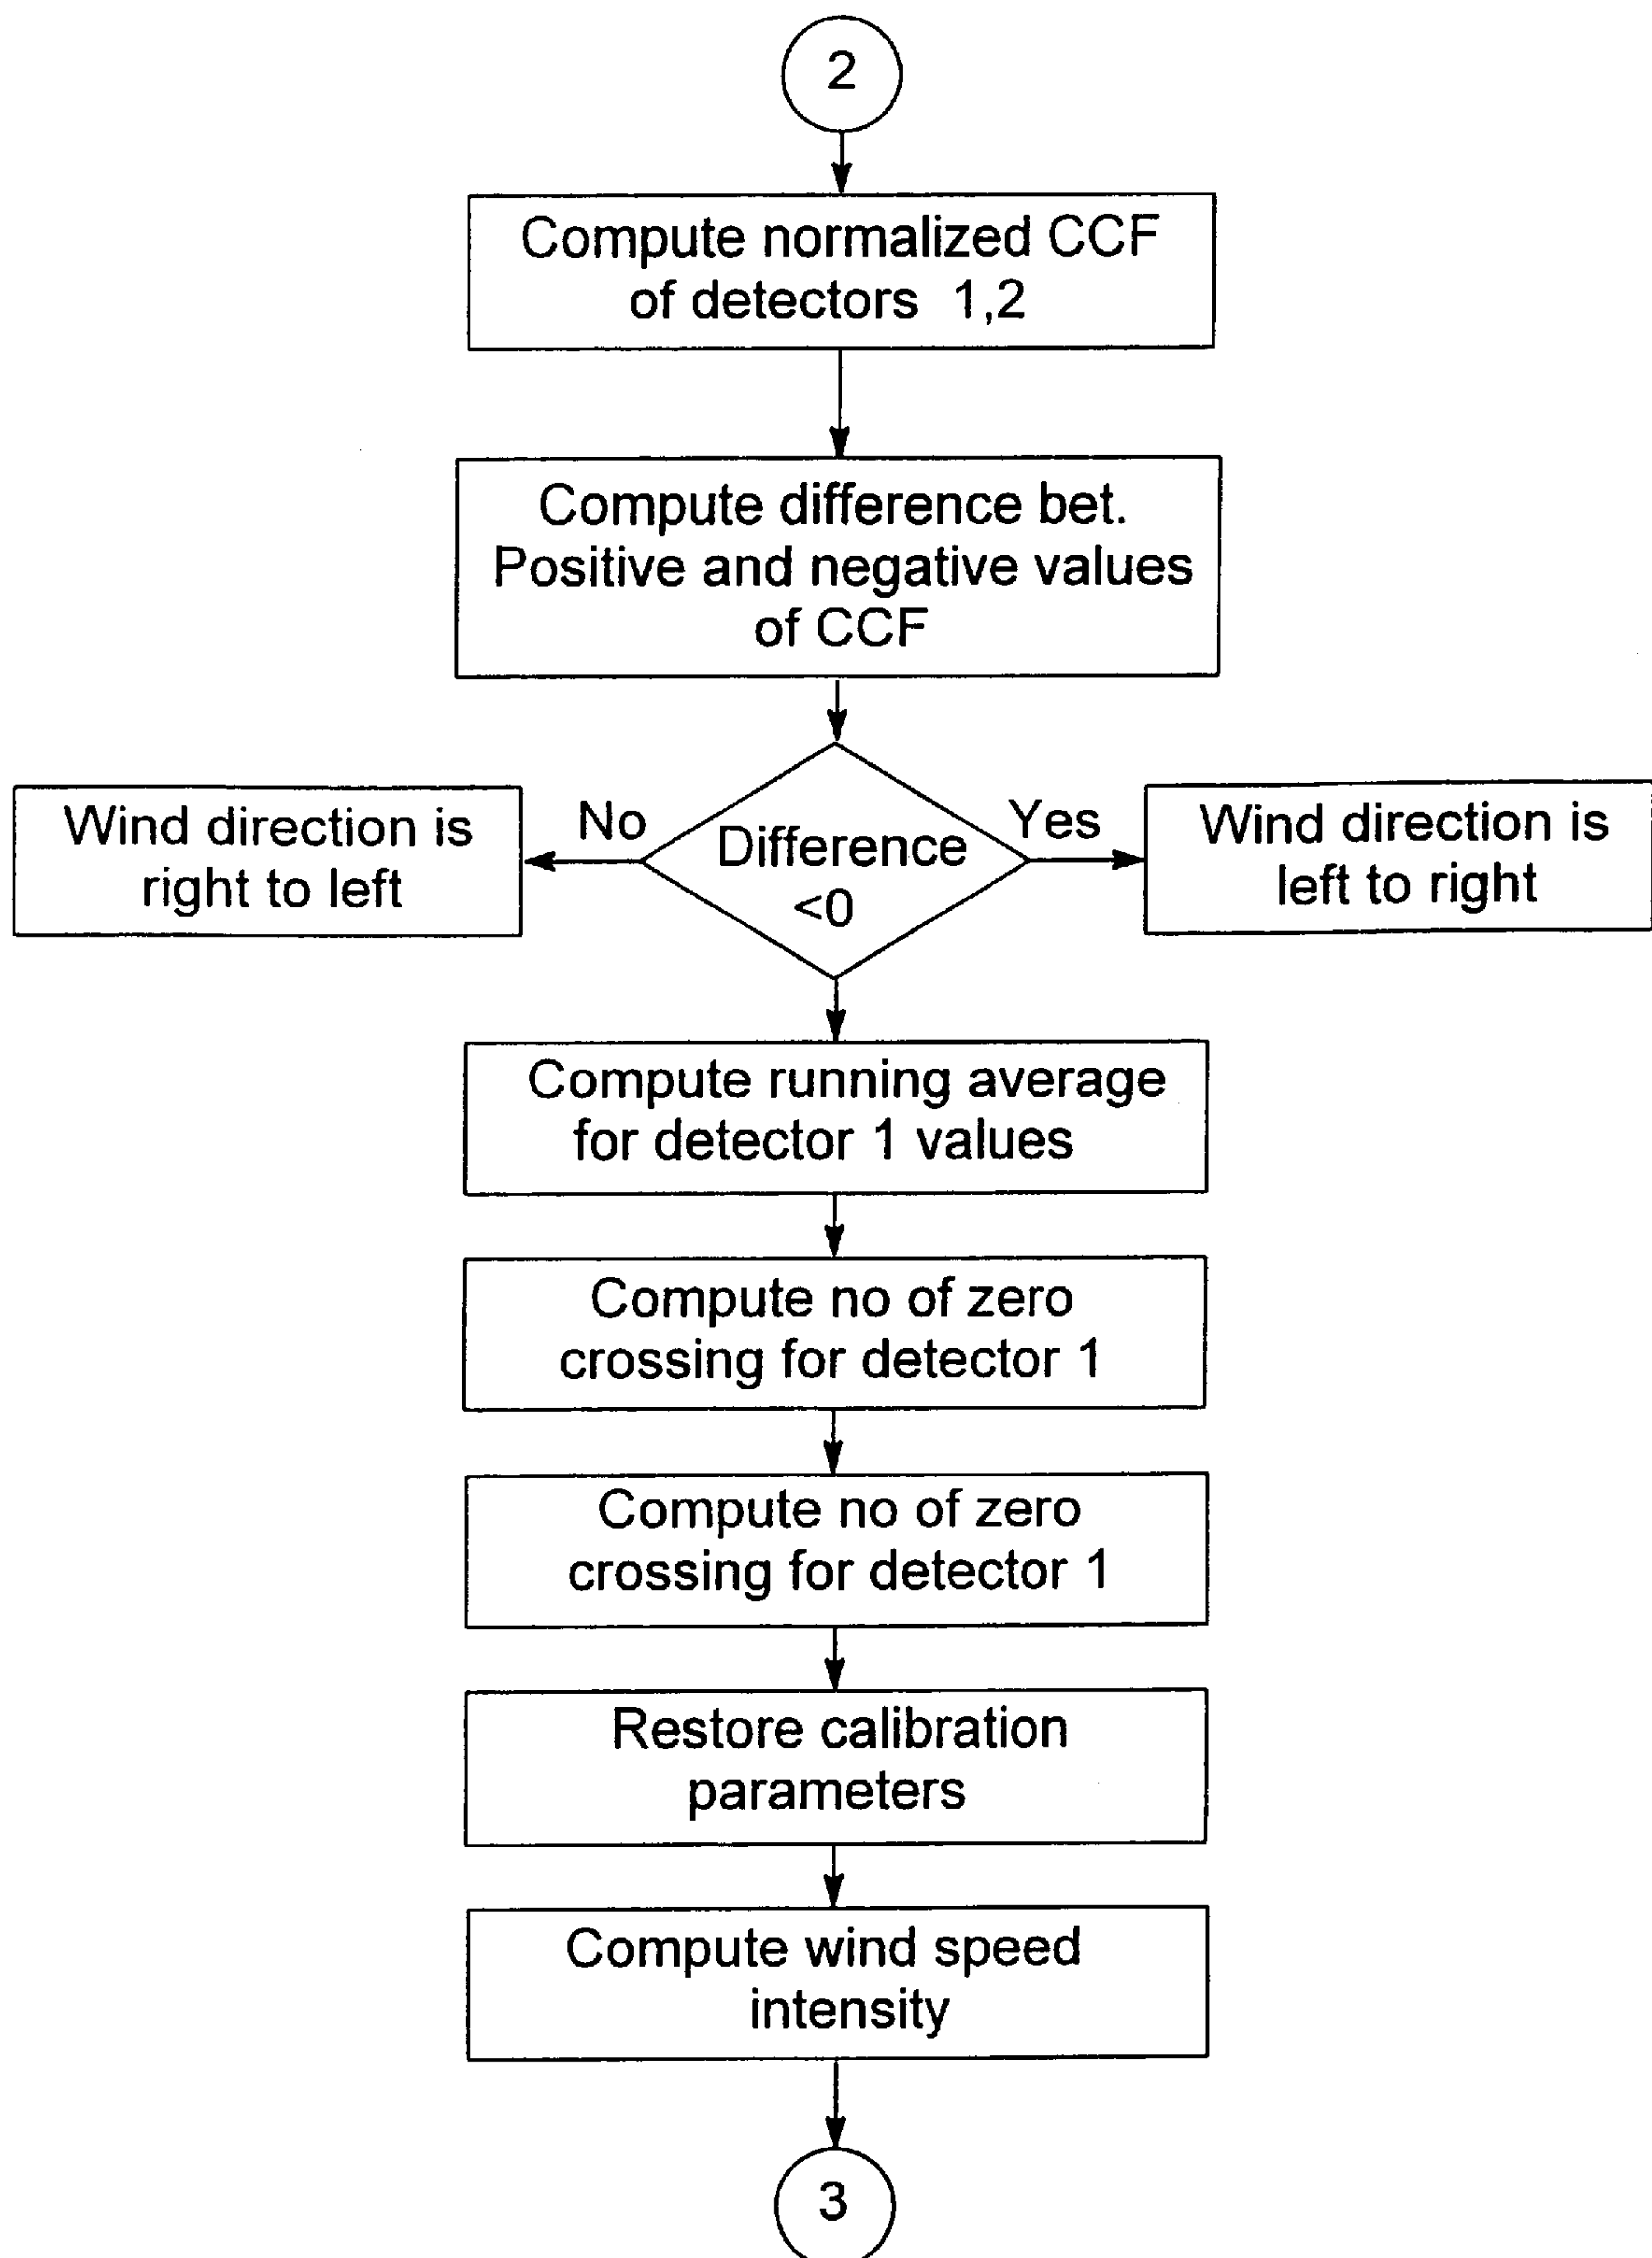 2
Compute normalized CCF
of detectors 1,2
Compute difference bet.
Positive and negative values
of CCF
Wind direction is
right to left
No
Difference
<0
Yes
Wind direction is
left to right
Compute running average
for detector 1 values
Compute no of zero
crossing for detector 1
Compute no of zero
crossing for detector 1
Restore calibration
parameters
Compute wind speed
intensity
3